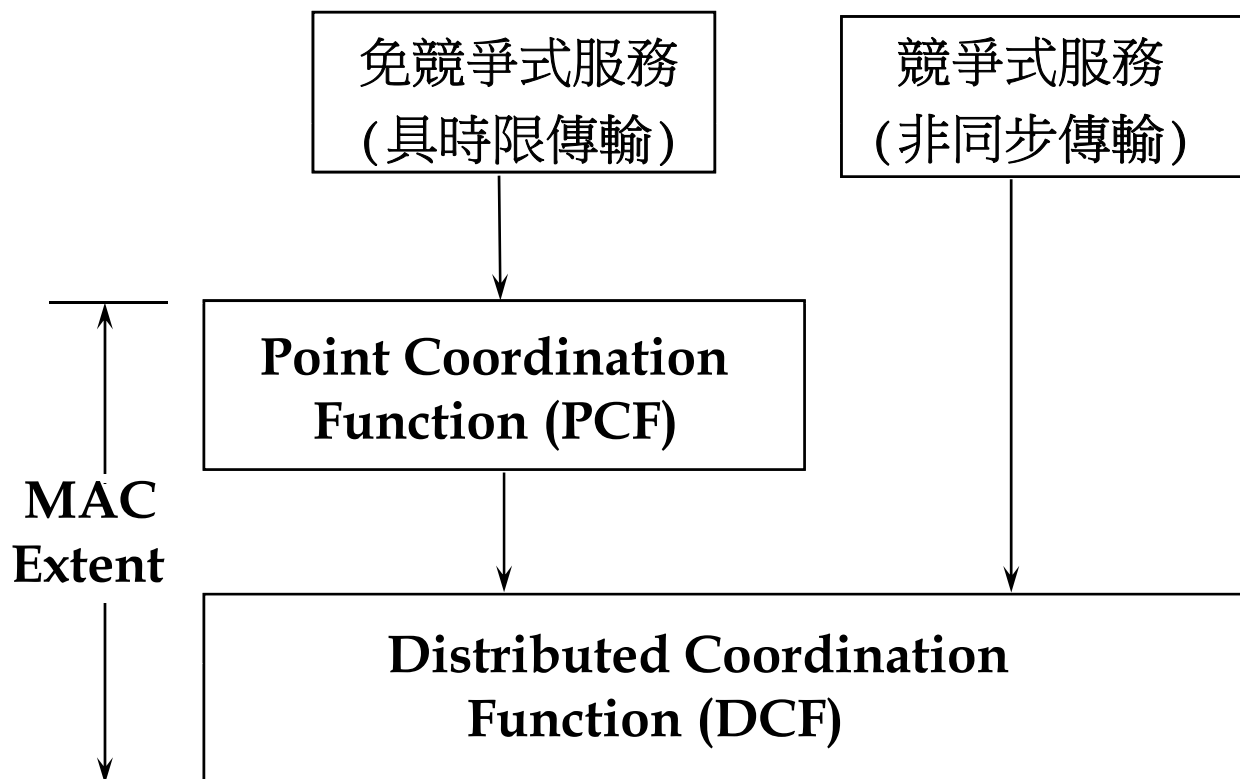 免競爭式服務
(具時限傳輸)
競爭式服務
(非同步傳輸)
Point Coordination
Function (PCF)
MAC
Extent
Distributed Coordination
Function (DCF)